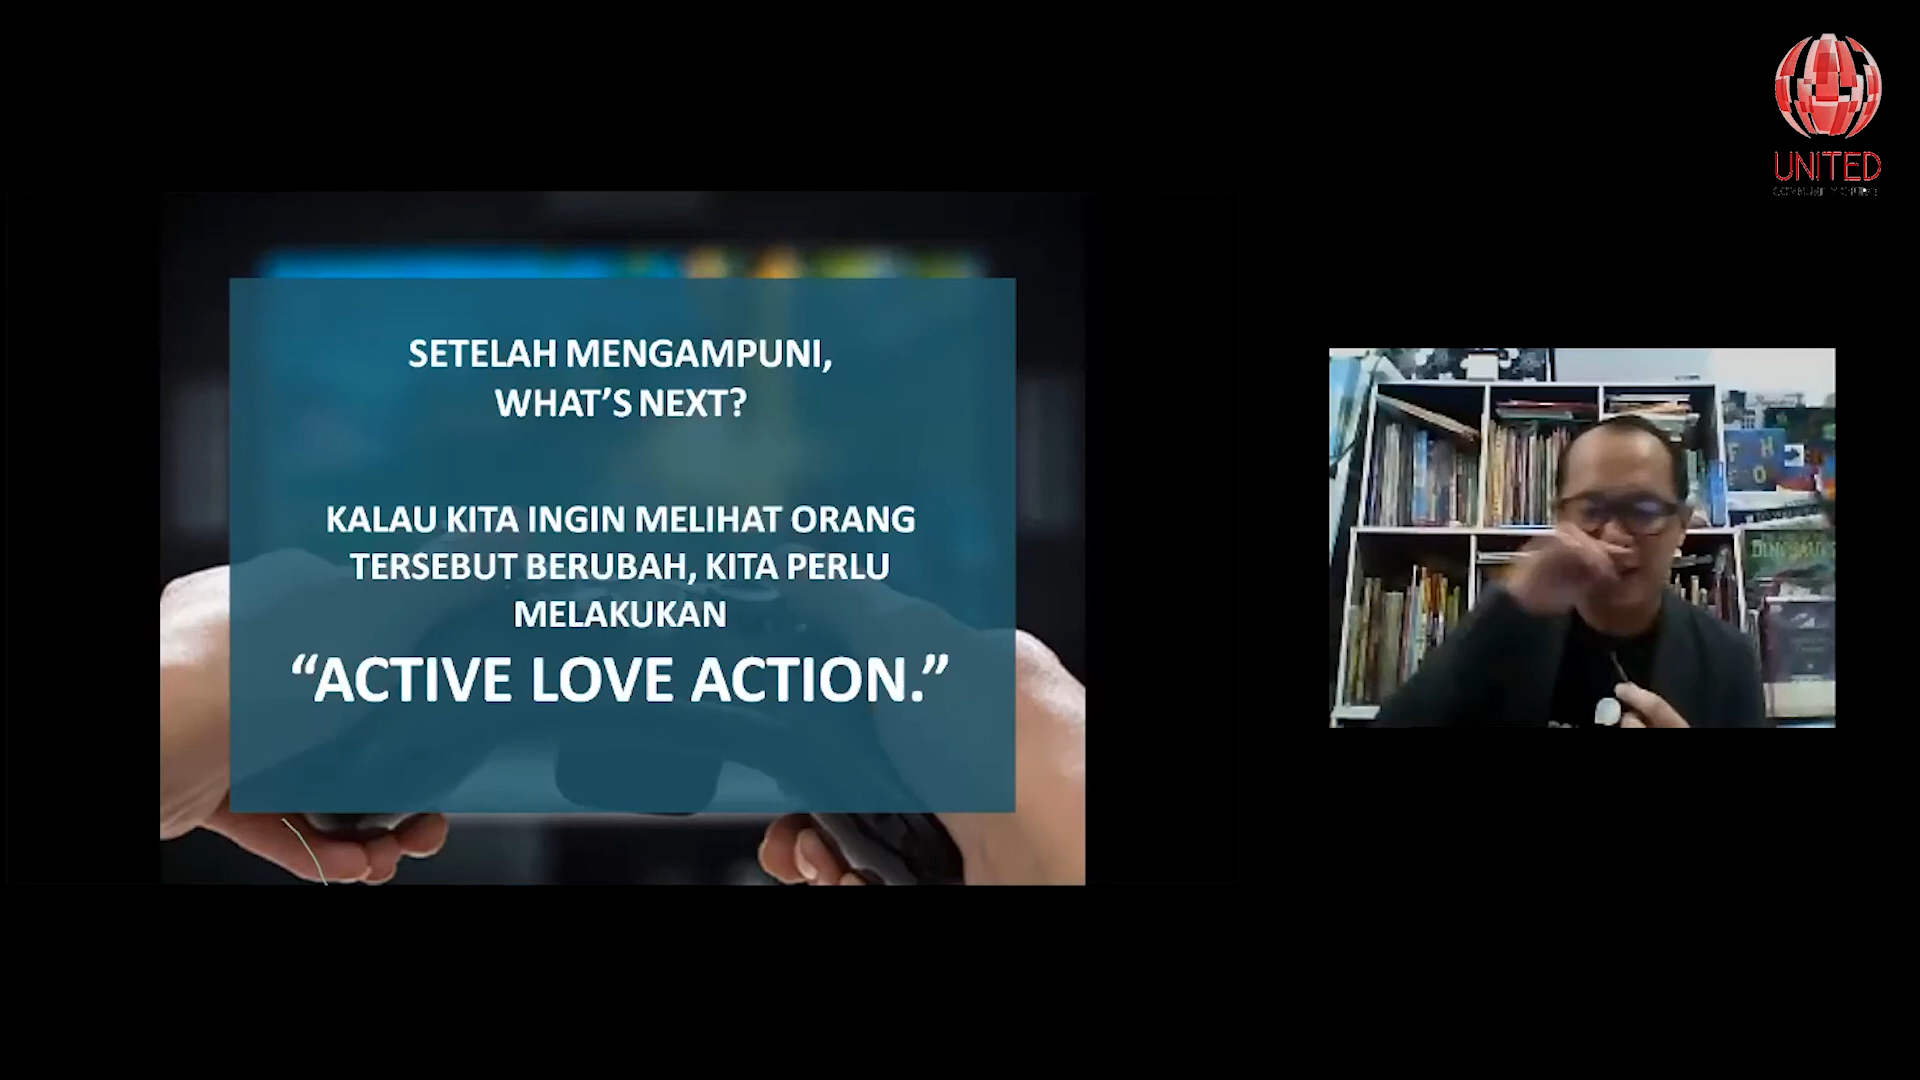 SETELAH MENGAMPUNI,
WHAT’S NEXT?
KALAU KITA INGIN MELIHAT ORANG
TERSEBUT BERUBAH, KITA PERLU
MELAKUKAN
“ACTIVE LOVE ACTION.”
UNITED
F H
O